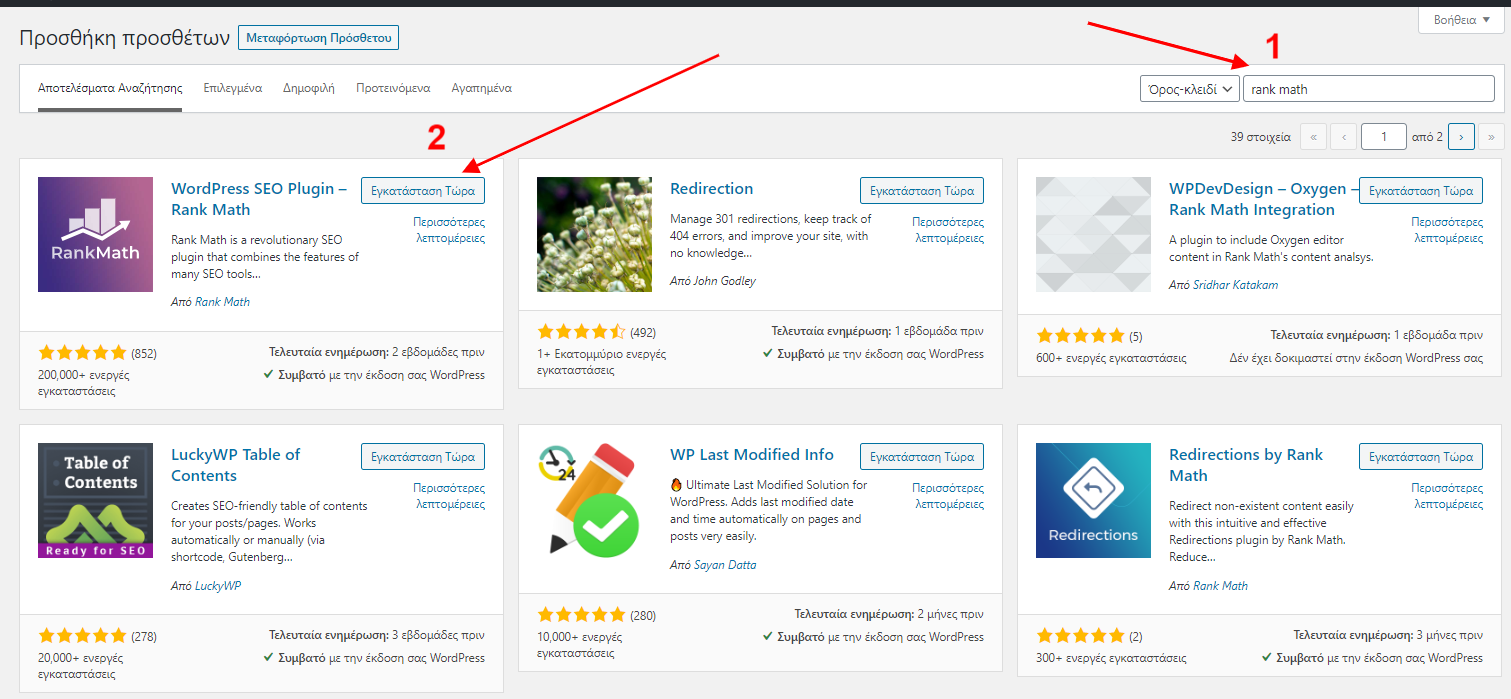 Βοήθεια ▼
Προσθήκη προσθέτων Μεταφόρτωση Πρόσθετου
1
Αποτελέσματα Αναζήτησης Επιλεγμένα Δημοφιλή Προτεινόμενα Αγαπημένα Όρος-κλειδί rank math
39 στοιχεία « ‹ 1 από 2 › »
2
WordPress SEO Plugin –
Rank Math
Εγκατάσταση Τώρα
Περισσότερες
λεπτομέρειες
Rank Math is a revolutionary SEO
plugin that combines the features of
many SEO tools...
Από Rank Math
RankMath
(852)
200,000+ ενεργές
εγκαταστάσεις
Τελευταία ενημέρωση: 2 εβδομάδες πριν
✓ Συμβατό με την έκδοση σας WordPress
Redirection
Εγκατάσταση Τώρα
Περισσότερες
λεπτομέρειες
Manage 301 redirections, keep track of
404 errors, and improve your site, with
no knowledge...
Από John Godley
(492)
1+ Εκατομμύριο ενεργές
εγκαταστάσεις
Τελευταία ενημέρωση: 1 εβδομάδα πριν
✓ Συμβατό με την έκδοση σας WordPress
WPDevDesign – Oxygen –
Rank Math Integration
Εγκατάσταση Τώρα
Περισσότερες
λεπτομέρειες
A plugin to include Oxygen editor
content in Rank Math's content analsys.
Από Sridhar Katakam
(5)
600+ ενεργές εγκαταστάσεις
Τελευταία ενημέρωση: 1 εβδομάδα πριν
Δέν έχει δοκιμαστεί στην έκδοση WordPress σας
Table of
Contents
Ready for SEO
LuckyWP Table of
Contents
Εγκατάσταση Τώρα
Περισσότερες
λεπτομέρειες
Creates SEO-friendly table of contents
for your posts/pages. Works
automatically or manually (via
shortcode, Gutenberg...
Από LuckyWP
(278)
20,000+ ενεργές
εγκαταστάσεις
Τελευταία ενημέρωση: 3 εβδομάδες πριν
✓ Συμβατό με την έκδοση σας WordPress
24
WP Last Modified Info
Εγκατάσταση Τώρα
Περισσότερες
λεπτομέρειες
🔥 Ultimate Last Modified Solution for
WordPress. Adds last modified date
and time automatically on pages and
posts very easily.
Από Sayan Datta
(280)
10,000+ ενεργές
εγκαταστάσεις
Τελευταία ενημέρωση: 2 μήνες πριν
✓ Συμβατό με την έκδοση σας WordPress
Redirections
Redirections by Rank
Math
Εγκατάσταση Τώρα
Περισσότερες
λεπτομέρειες
Redirect non-existent content easily
with this intuitive and effective
Redirections plugin by Rank Math.
Reduce...
Από Rank Math
(2)
300+ ενεργές εγκαταστάσεις
Τελευταία ενημέρωση: 3 μήνες πριν
✓ Συμβατό με την έκδοση σας WordPress